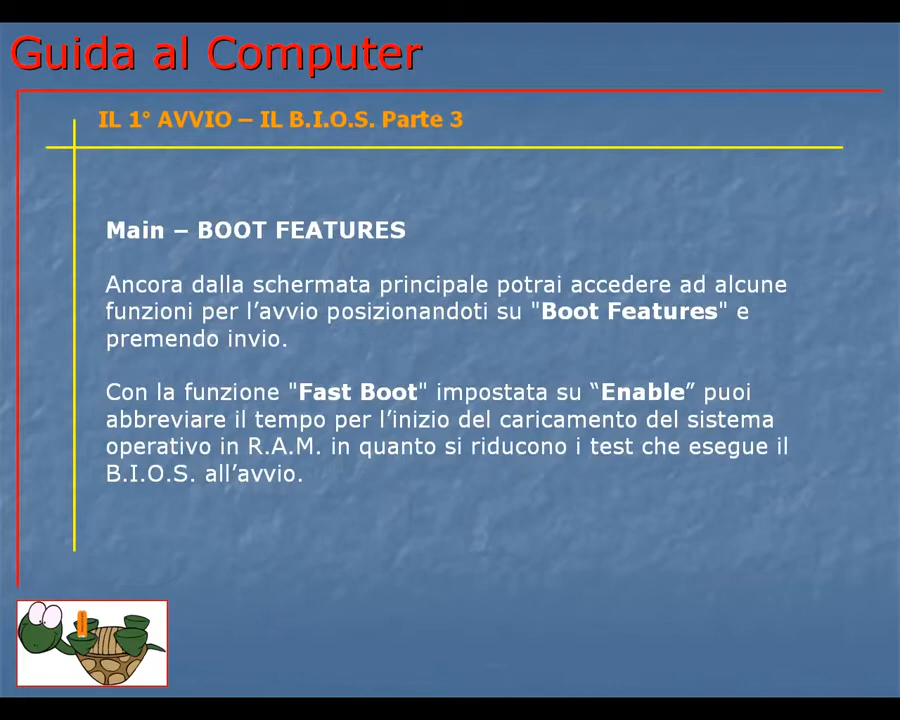 Guida al Computer
IL 1° AVVIO – IL B.I.O.S. Parte 3
Main – BOOT FEATURES
Ancora dalla schermata principale potrai accedere ad alcune
funzioni per l’avvio posizionandoti su "Boot Features" e
premendo invio.
Con la funzione "Fast Boot" impostata su “Enable” puoi
abbreviare il tempo per l’inizio del caricamento del sistema
operativo in R.A.M. in quanto si riducono i test che esegue il
B.I.O.S. all’avvio.